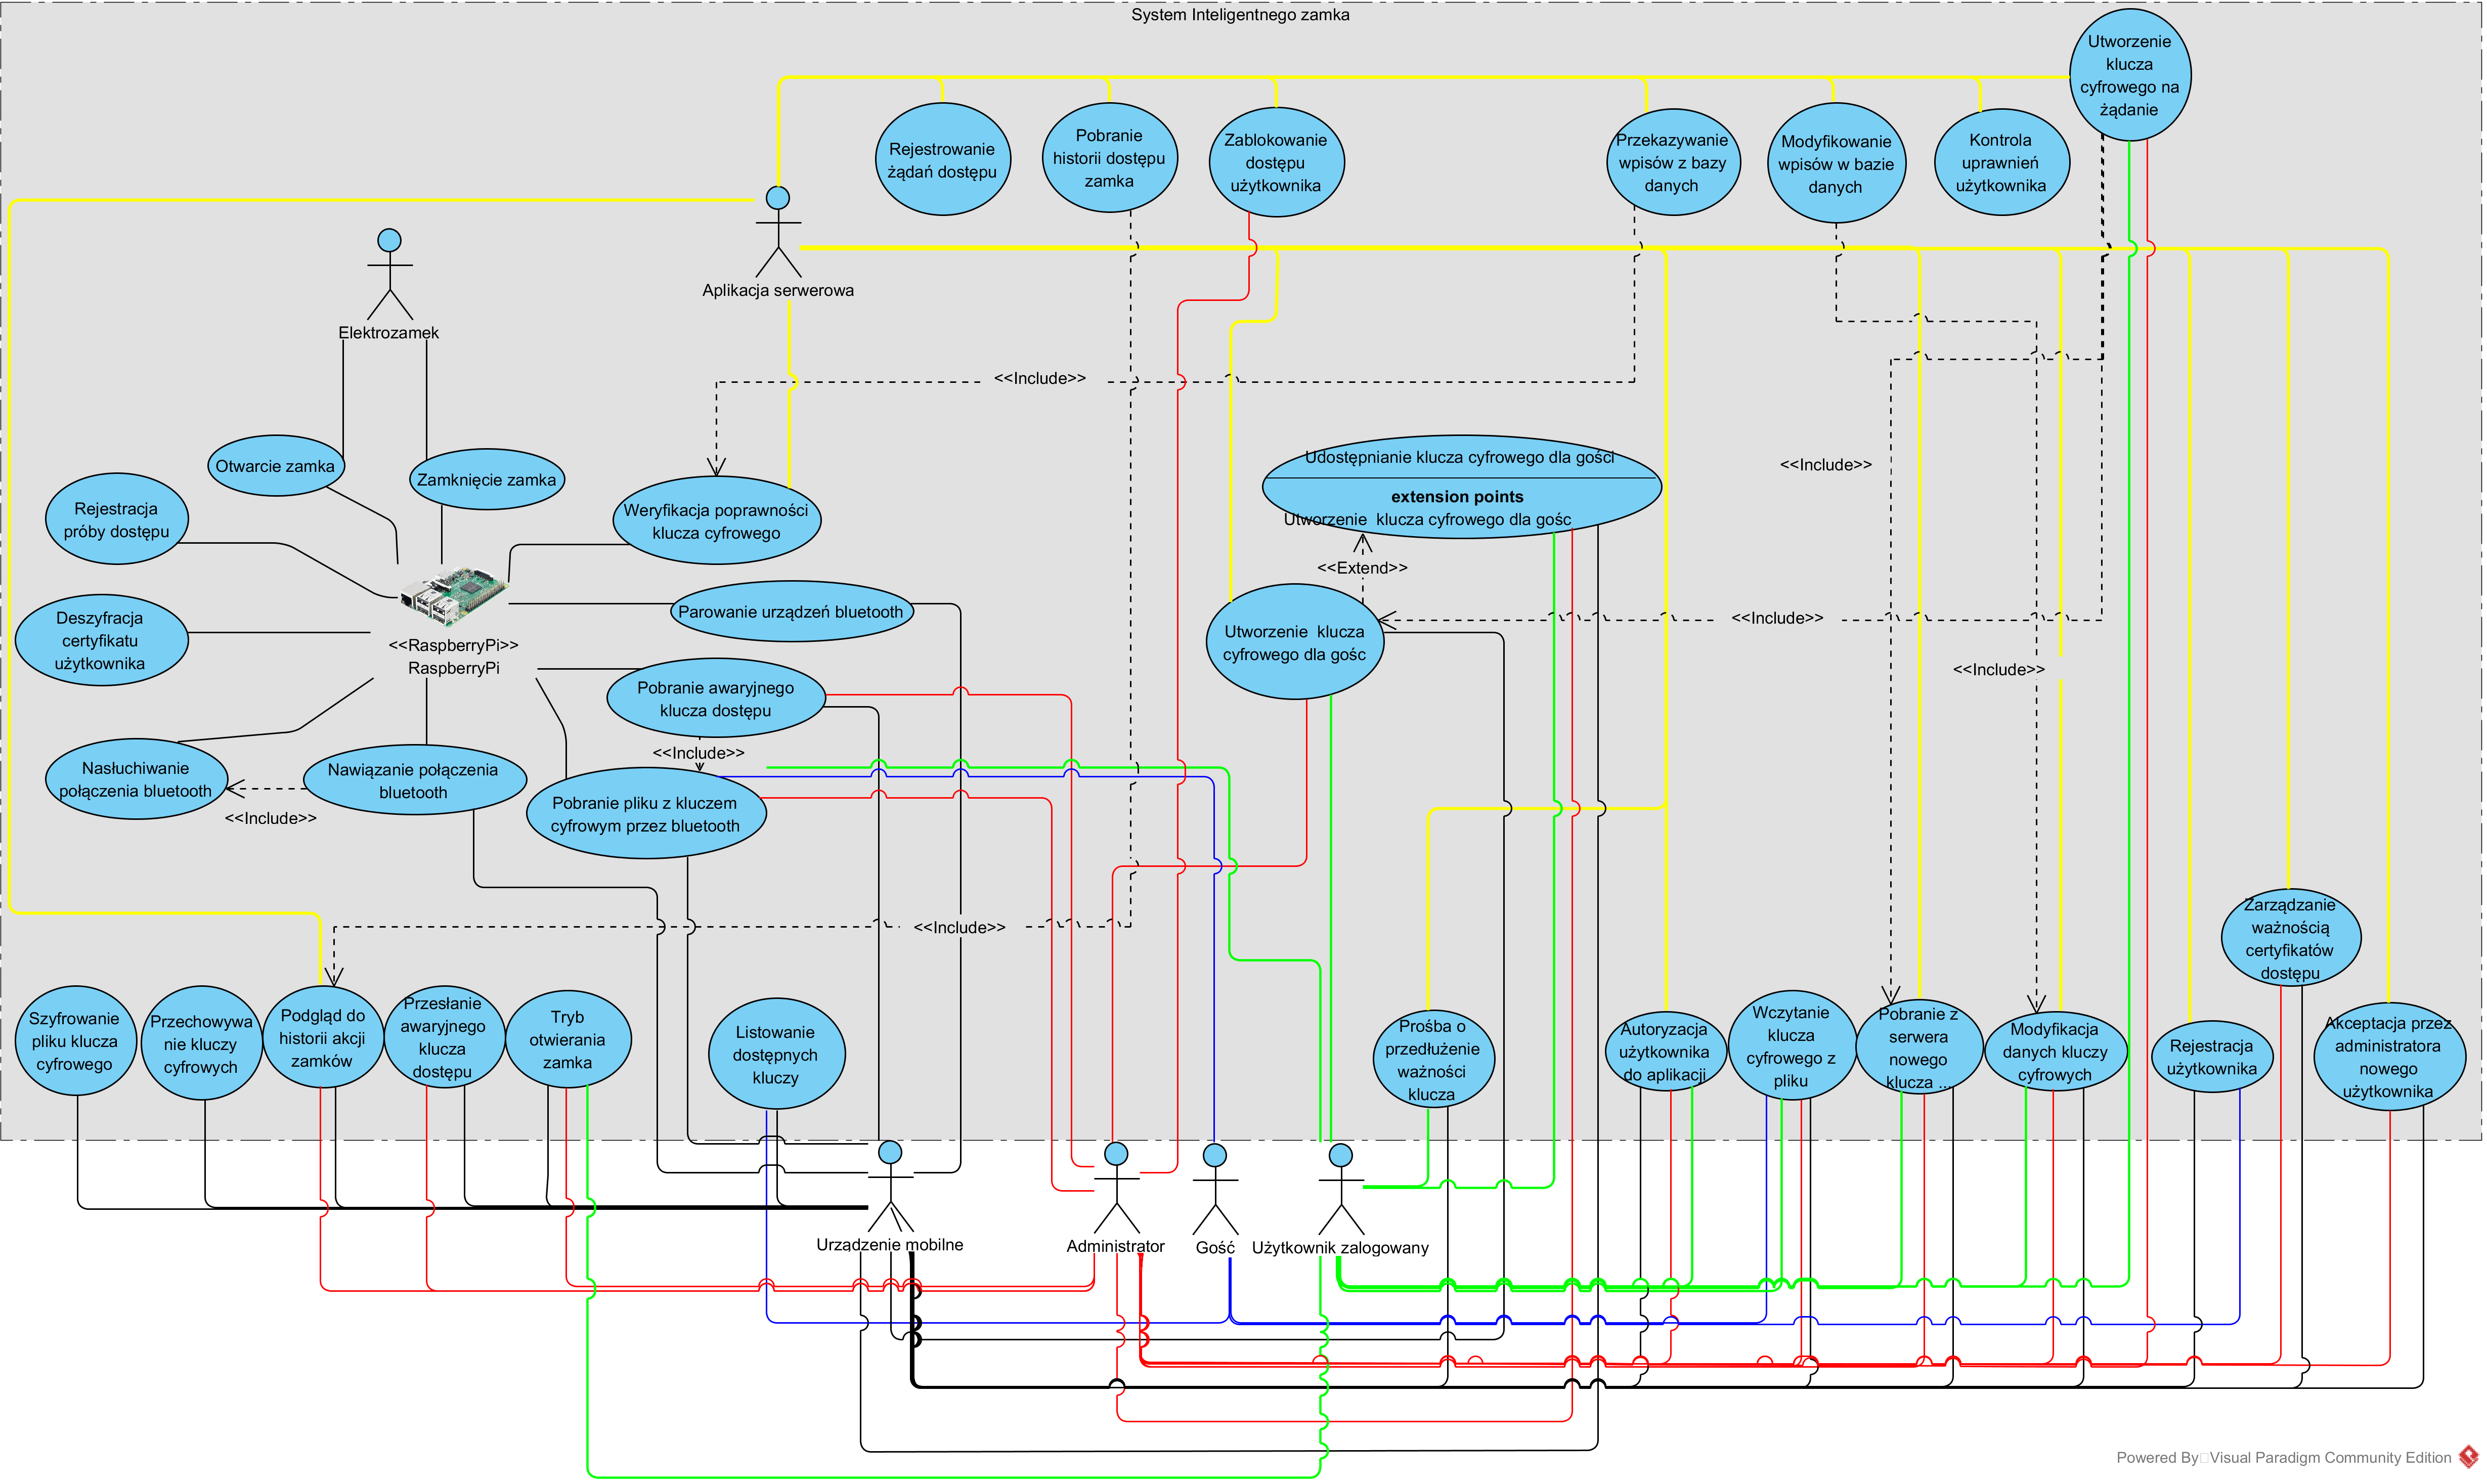 System Inteligentnego zamka
Utworzenie
klucza
cyfrowego na
żądanie
Rejestrowanie
żądań dostępu
Pobranie
historii dostępu
zamka
Zablokowanie
dostępu
użytkownika
Przekazywanie
wpisów z bazy
danych
Modyfikowanie
wpisów w bazie
danych
Kontrola
uprawnień
użytkownika
Aplikacja serwerowa
Elektrozamek
<<Include>>
Otwarcie zamka
Zamknięcie zamka
Rejestracja
próby dostępu
Weryfikacja poprawności
klucza cyfrowego
Udostępnianie klucza cyfrowego dla gości
extension points
Utworzenie  klucza cyfrowego dla gośc
<<Include>>
<<Extend>>
Parowanie urządzeń bluetooth
Deszyfracja
certyfikatu
użytkownika
<<RaspberryPi>>
RaspberryPi
Utworzenie  klucza
cyfrowego dla gośc
<<Include>>
<<Include>>
Pobranie awaryjnego
klucza dostępu
<<Include>>
Nasłuchiwanie
połączenia bluetooth
Nawiązanie połączenia
bluetooth
<<Include>>
Pobranie pliku z kluczem
cyfrowym przez bluetooth
<<Include>>
Zarządzanie
ważnością
certyfikatów
dostępu
Szyfrowanie
pliku klucza
cyfrowego
Przechowywa
nie kluczy
cyfrowych
Podgląd do
historii akcji
zamków
Przesłanie
awaryjnego
klucza
dostępu
Tryb
otwierania
zamka
Listowanie
dostępnych
kluczy
Prośba o
przedłużenie
ważności
klucza
Autoryzacja
użytkownika
do aplikacji
Wczytanie
klucza
cyfrowego z
pliku
Pobranie z
serwera
nowego
klucza ...
Modyfikacja
danych kluczy
cyfrowych
Rejestracja
użytkownika
Akceptacja przez
administratora
nowego
użytkownika
Urządzenie mobilne
Administrator
Gość
Użytkownik zalogowany
Powered By Visual Paradigm Community Edition